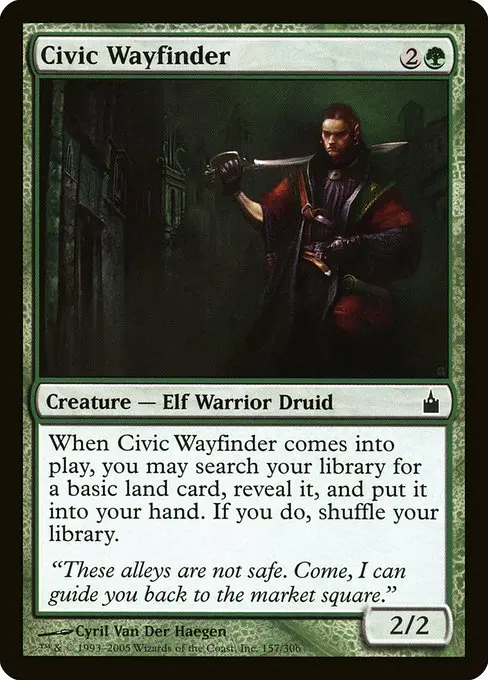 Civic Wayfinder 2
Creature — Elf Warrior Druid
When Civic Wayfinder comes into
play, you may search your library for
a basic land card, reveal it, and put it
into your hand. If you do, shuffle your
library.
“These alleys are not safe. Come, I can
guide you back to the market square.”
2/2
Cyril Van Der Haegen
™ & © 1993–2005 Wizards of the Coast, Inc. 157/306